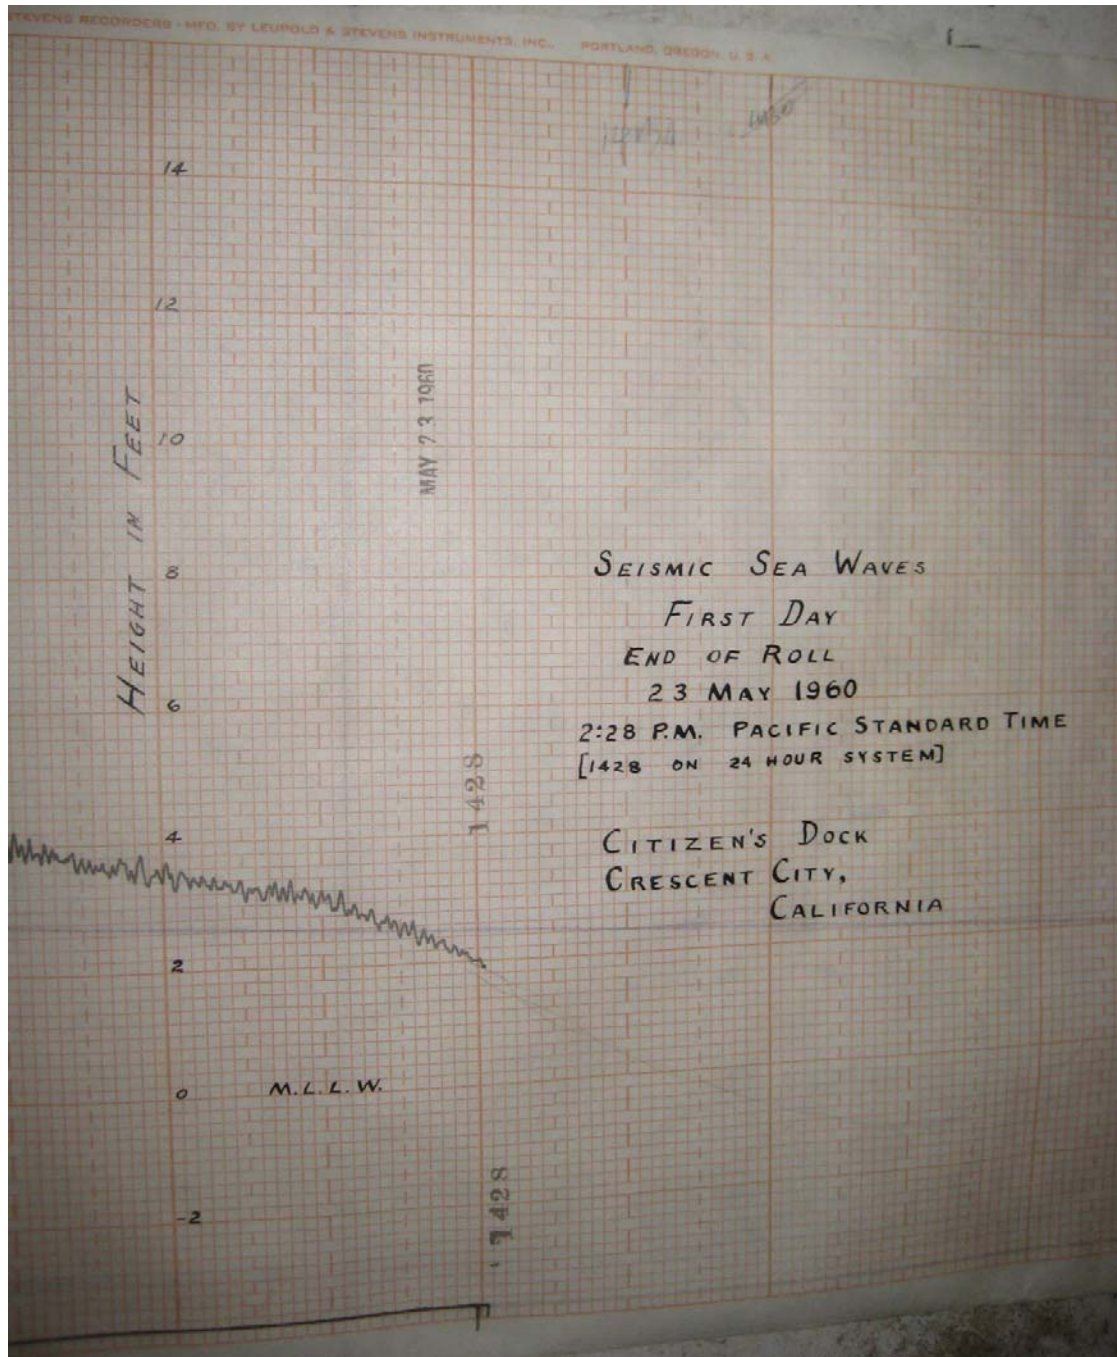 STEVENS RECORDERS - MFD. BY LEUPOLD & STEVENS INSTRUMENTS, INC., PORTLAND, OREGON, U. S. A.
14
12
10
8
6
4
2
0
-2
HEIGHT IN FEET
MAY 23 1960
1428
1428
M.L.L.W.
SEISMIC SEA WAVES
FIRST DAY
END OF ROLL
23 MAY 1960
2:28 P.M. PACIFIC STANDARD TIME
[1428 ON 24 HOUR SYSTEM]
CITIZEN'S DOCK
CRESCENT CITY,
CALIFORNIA